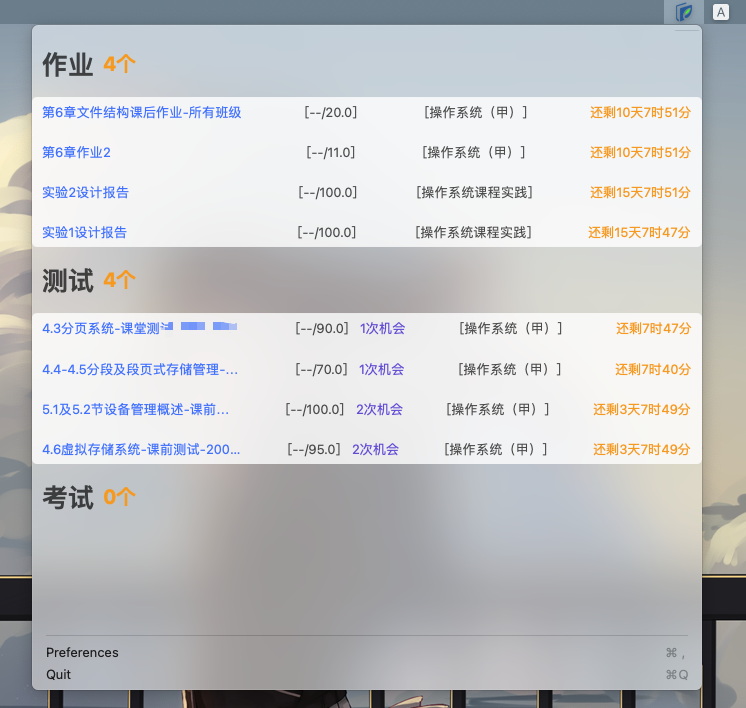 A
作业 4个
第6章文件结构课后作业-所有班级 [--/20.0] [操作系统（甲）] 还剩10天7时51分
第6章作业2 [--/11.0] [操作系统（甲）] 还剩10天7时51分
实验2设计报告 [--/100.0] [操作系统课程实践] 还剩15天7时51分
实验1设计报告 [--/100.0] [操作系统课程实践] 还剩15天7时47分
测试 4个
4.3分页系统-课堂测 [--/90.0] 1次机会 [操作系统（甲）] 还剩7时47分
4.4-4.5分段及段页式存储管理-... [--/70.0] 1次机会 [操作系统（甲）] 还剩7时40分
5.1及5.2节设备管理概述-课前... [--/100.0] 2次机会 [操作系统（甲）] 还剩3天7时49分
4.6虚拟存储系统-课前测试-200... [--/95.0] 2次机会 [操作系统（甲）] 还剩3天7时49分
考试 0个
Preferences ⌘ ,
Quit ⌘Q